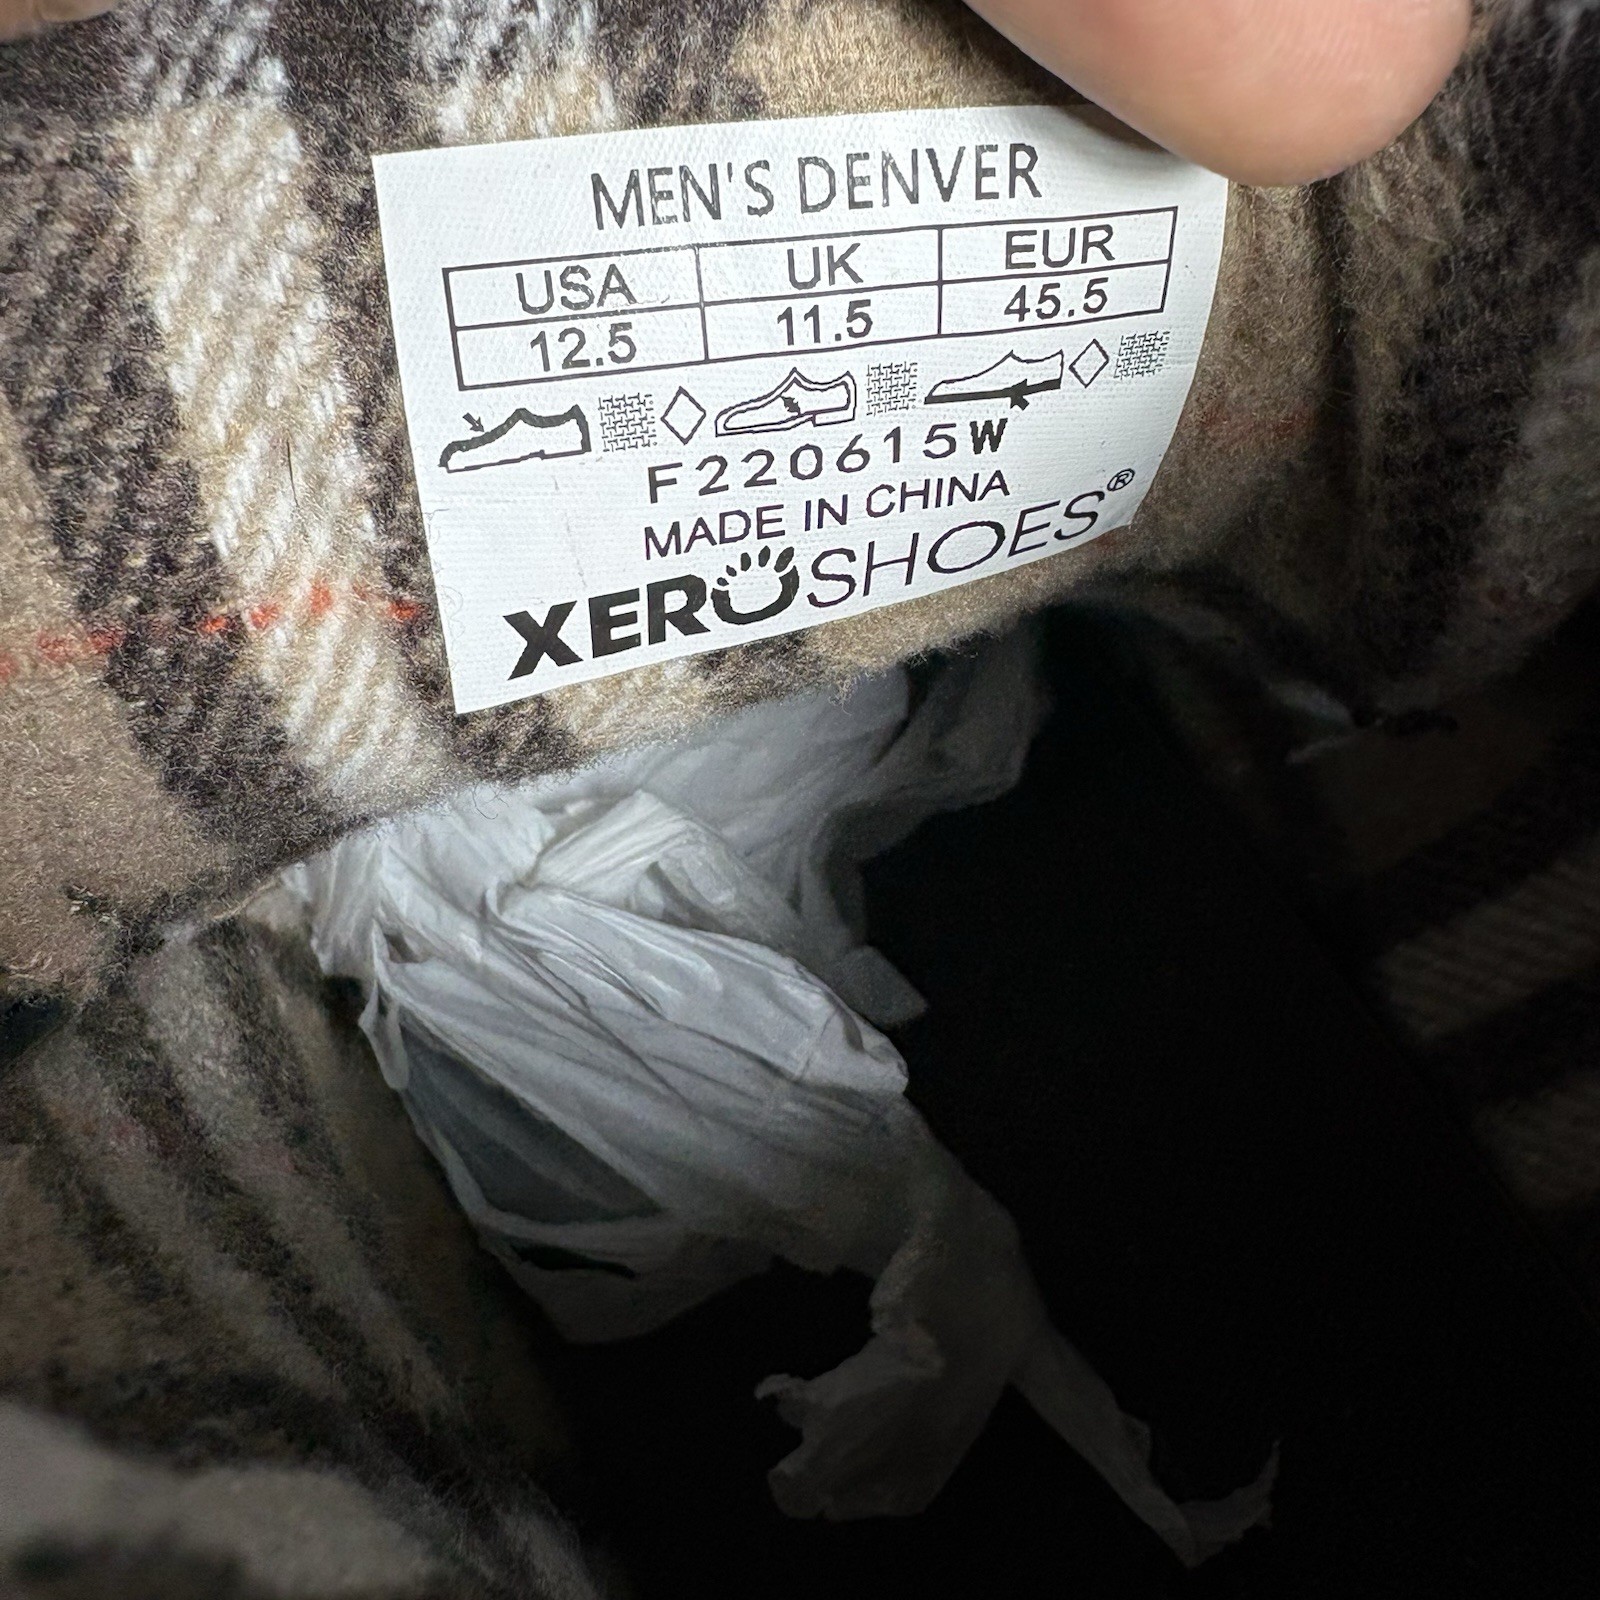 MEN'S DENVER
USA UK EUR
12.5 11.5 45.5
F220615W
MADE IN CHINA
XEROSHOES®